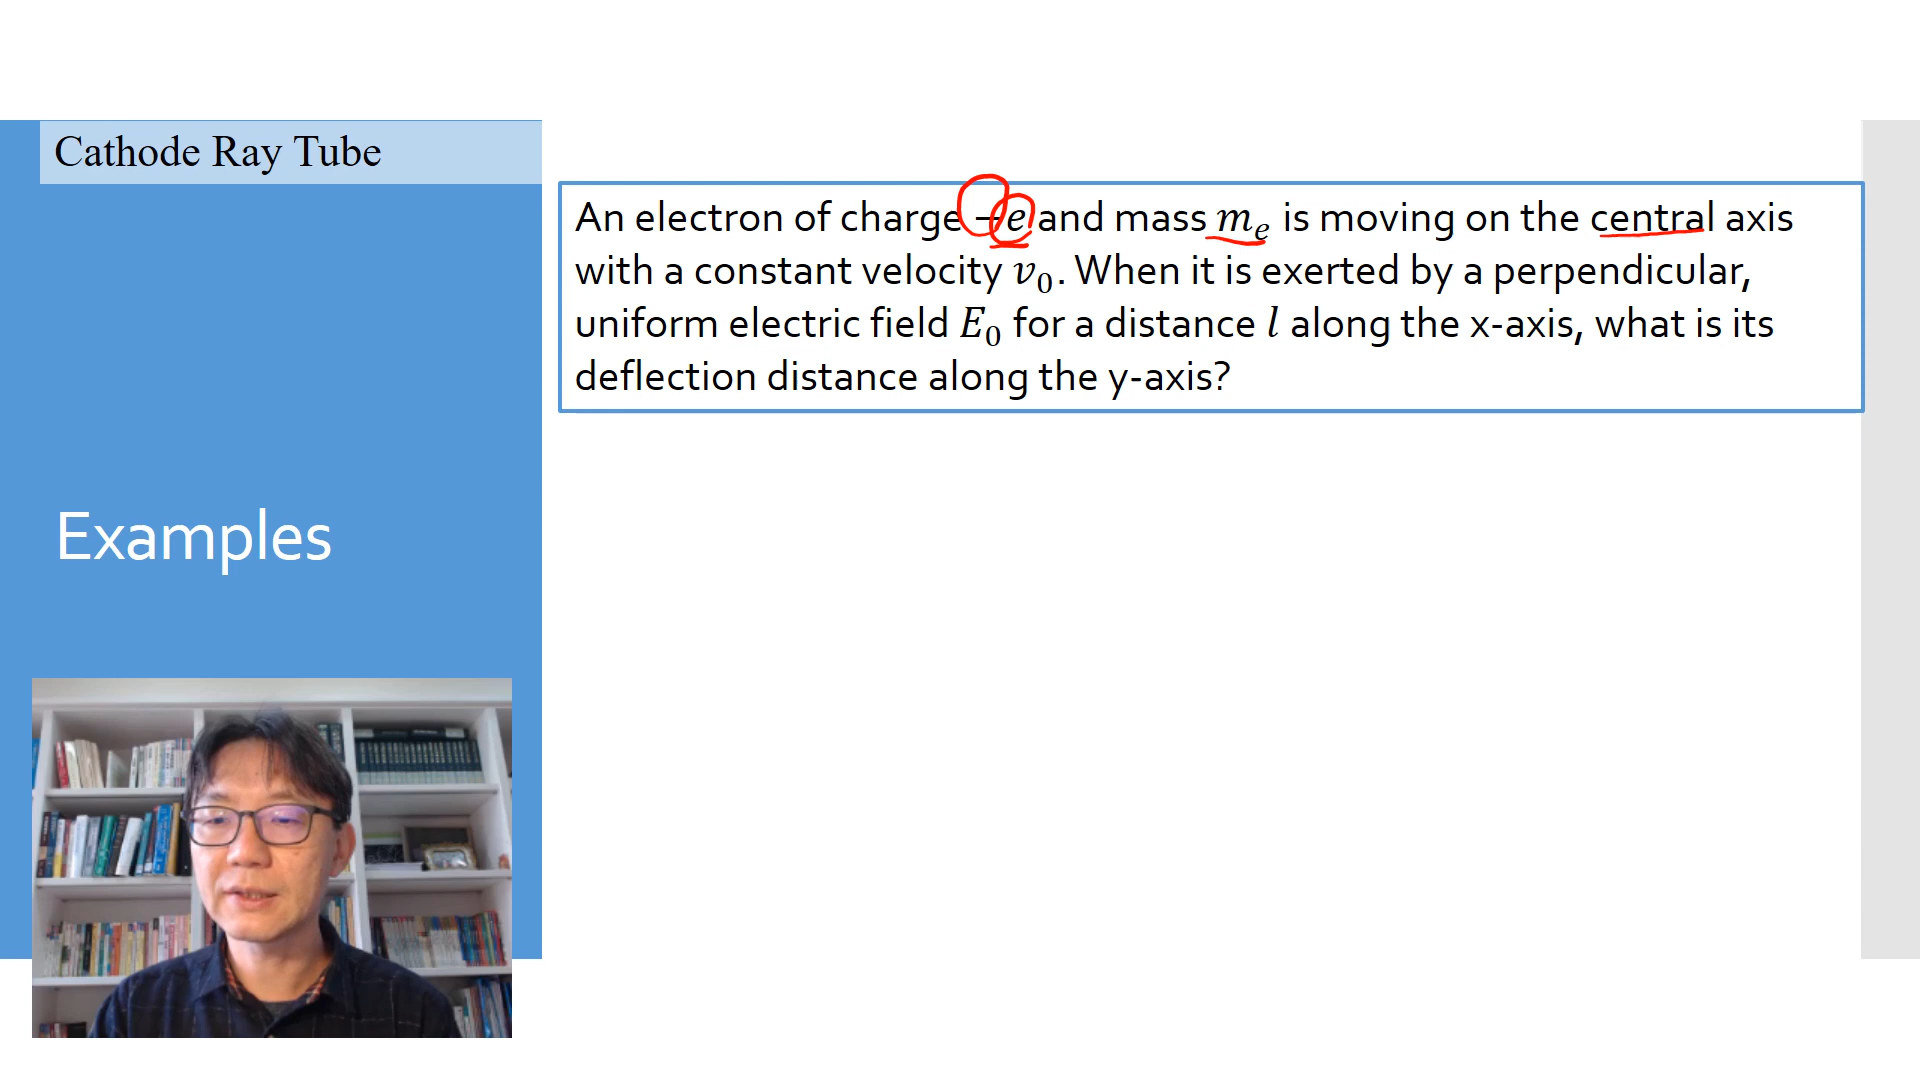 Cathode Ray Tube
An electron of charge −e and mass mₑ is moving on the central axis
with a constant velocity v₀. When it is exerted by a perpendicular,
uniform electric field E₀ for a distance l along the x-axis, what is its
deflection distance along the y-axis?
Examples